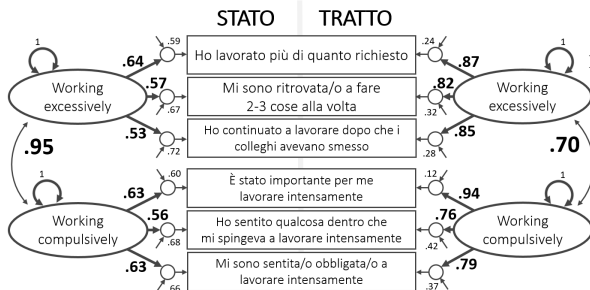 STATO TRATTO
1 .59 .24 1
.64 Ho lavorato più di quanto richiesto .87
Working excessively
.57 Mi sono ritrovata/o a fare .82
2-3 cose alla volta
Working excessively
.67 .32
.53 Ho continuato a lavorare dopo che i .85
colleghi avevano smesso
.72 .28
.95 .70
1 .60 .12 1
.63 È stato importante per me .94
lavorare intensamente
Working compulsively
.56 Ho sentito qualcosa dentro che .76
mi spingeva a lavorare intensamente
Working compulsively
.68 .42
.63 Mi sono sentita/o obbligata/o a .79
lavorare intensamente
.66 .37